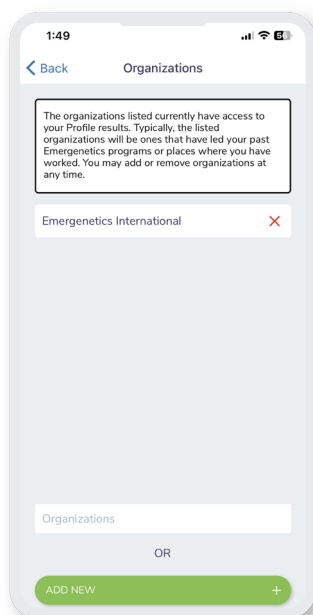 1:49
56
Back
Organizations
The organizations listed currently have access to
your Profile results. Typically, the listed
organizations will be ones that have led your past
Emergenetics programs or places where you have
worked. You may add or remove organizations at
any time.
Emergenetics International
Organizations
OR
ADD NEW +